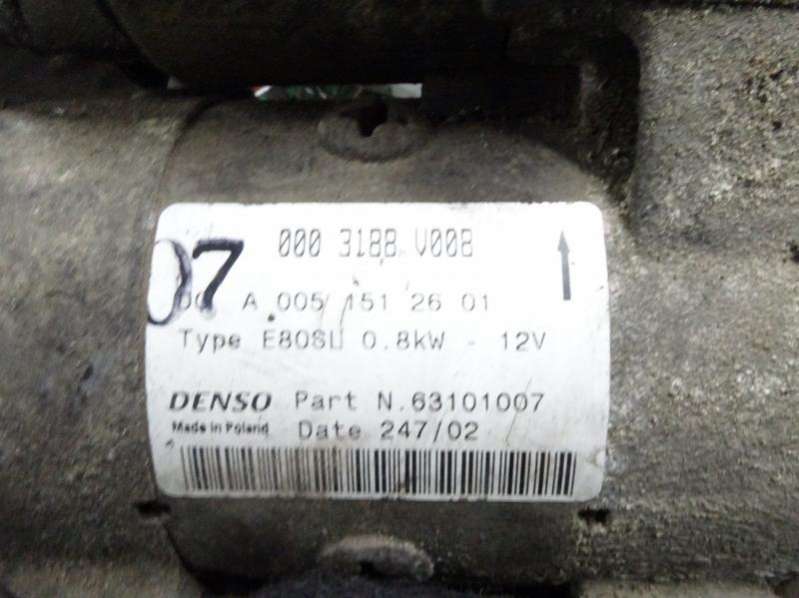 000 3188 V008
07
A 005 151 26 01
Type E80SU 0.8kW - 12V
DENSO Part N.63101007
Made in Poland Date 247/02